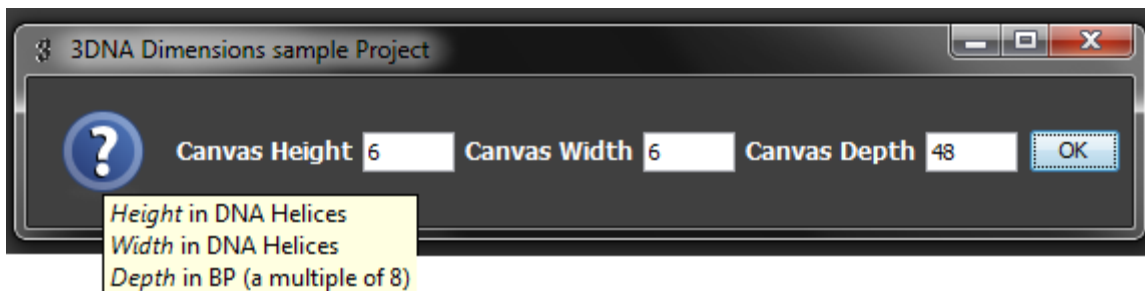 3DNA Dimensions sample Project
Canvas Height 6 Canvas Width 6 Canvas Depth 48 OK
Height in DNA Helices
Width in DNA Helices
Depth in BP (a multiple of 8)